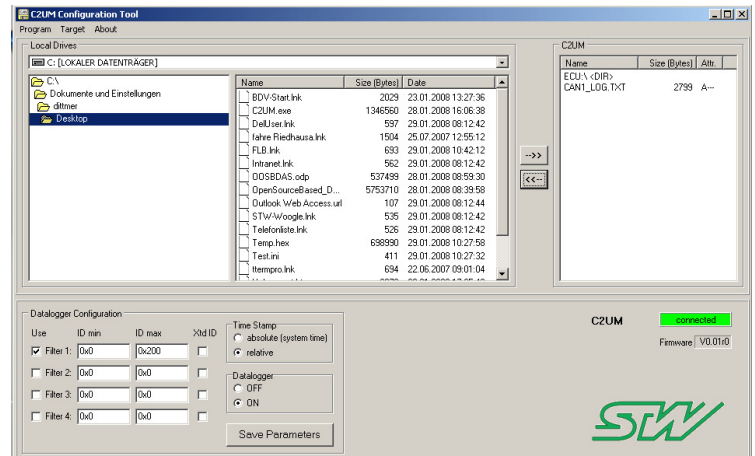 C2UM Configuration Tool
Program Target About
Local Drives
C: [LOKALER DATENTRÄGER]
C:\
Dokumente und Einstellungen
dittmer
Desktop
Name Size (Bytes) Date
BDV-Start.lnk 2029 23.01.2008 13:27:36
C2UM.exe 1346560 28.01.2008 16:06:38
DelUser.lnk 597 29.01.2008 08:12:42
fahre Riedhausa.lnk 1504 25.07.2007 12:55:12
FLB.lnk 693 29.01.2008 10:42:12
Intranet.lnk 562 29.01.2008 08:12:42
OOSBDAS.odp 537499 28.01.2008 08:59:30
OpenSourceBased_D... 5753710 28.01.2008 08:39:58
Outlook Web Access.url 107 29.01.2008 08:12:44
STW-Woogle.lnk 535 29.01.2008 08:12:42
Telefonliste.lnk 526 29.01.2008 08:12:42
Temp.hex 698990 29.01.2008 10:27:58
Test.ini 411 29.01.2008 10:27:32
ttermpro.lnk 694 22.06.2007 09:01:04
-->>
<<--
C2UM
Name Size (Bytes) Attr.
ECU:\ <DIR>
CAN1_LOG.TXT 2799 A---
Datalogger Configuration
Use ID min ID max Xtd ID
Filter 1: 0x0 0x200
Filter 2: 0x0 0x0
Filter 3: 0x0 0x0
Filter 4: 0x0 0x0
Time Stamp
absolute (system time)
relative
Datalogger
OFF
ON
Save Parameters
C2UM connected
Firmware V0.01r0
STW